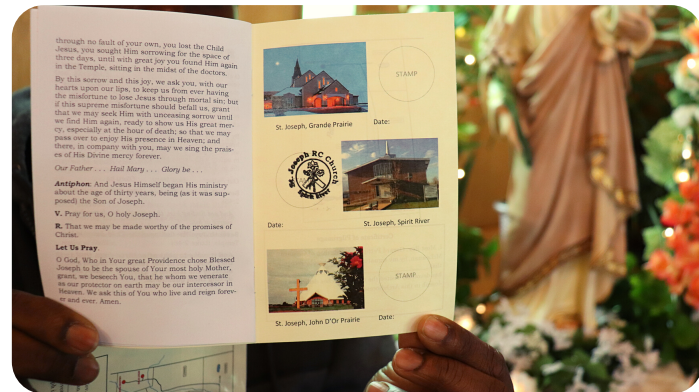 through no fault of your own, you lost the Child
Jesus, you sought Him sorrowing for the space of
three days, until with great joy you found Him again
in the Temple, sitting in the midst of the doctors.
By this sorrow and this joy, we ask you, with our
hearts upon our lips, to keep us from ever having
the misfortune to lose Jesus through mortal sin; but
if this supreme misfortune should befall us, grant
that we may seek Him with unceasing sorrow until
we find Him again, ready to show us His great mer-
cy, especially at the hour of death; so that we may
pass over to enjoy His presence in Heaven; and
there, in company with you, may we sing the prais-
es of His Divine mercy forever.
Our Father . . . Hail Mary . . . Glory be . . .
Antiphon: And Jesus Himself began His ministry
about the age of thirty years, being (as it was sup-
posed) the Son of Joseph.
V. Pray for us, O holy Joseph.
R. That we may be made worthy of the promises of
Christ.
Let Us Pray.
O God, Who in Your great Providence chose Blessed
Joseph to be the spouse of Your most holy Mother,
grant, we beseech You, that he whom we venerate
as our protector on earth may be our intercessor in
Heaven. We ask this of You who live and reign forev-
er and ever. Amen.
STAMP
St. Joseph, Grande Prairie Date:
St. Joseph RC Church
Spirit River
Date: St. Joseph, Spirit River
STAMP
St. Joseph, John D'Or Prairie Date: